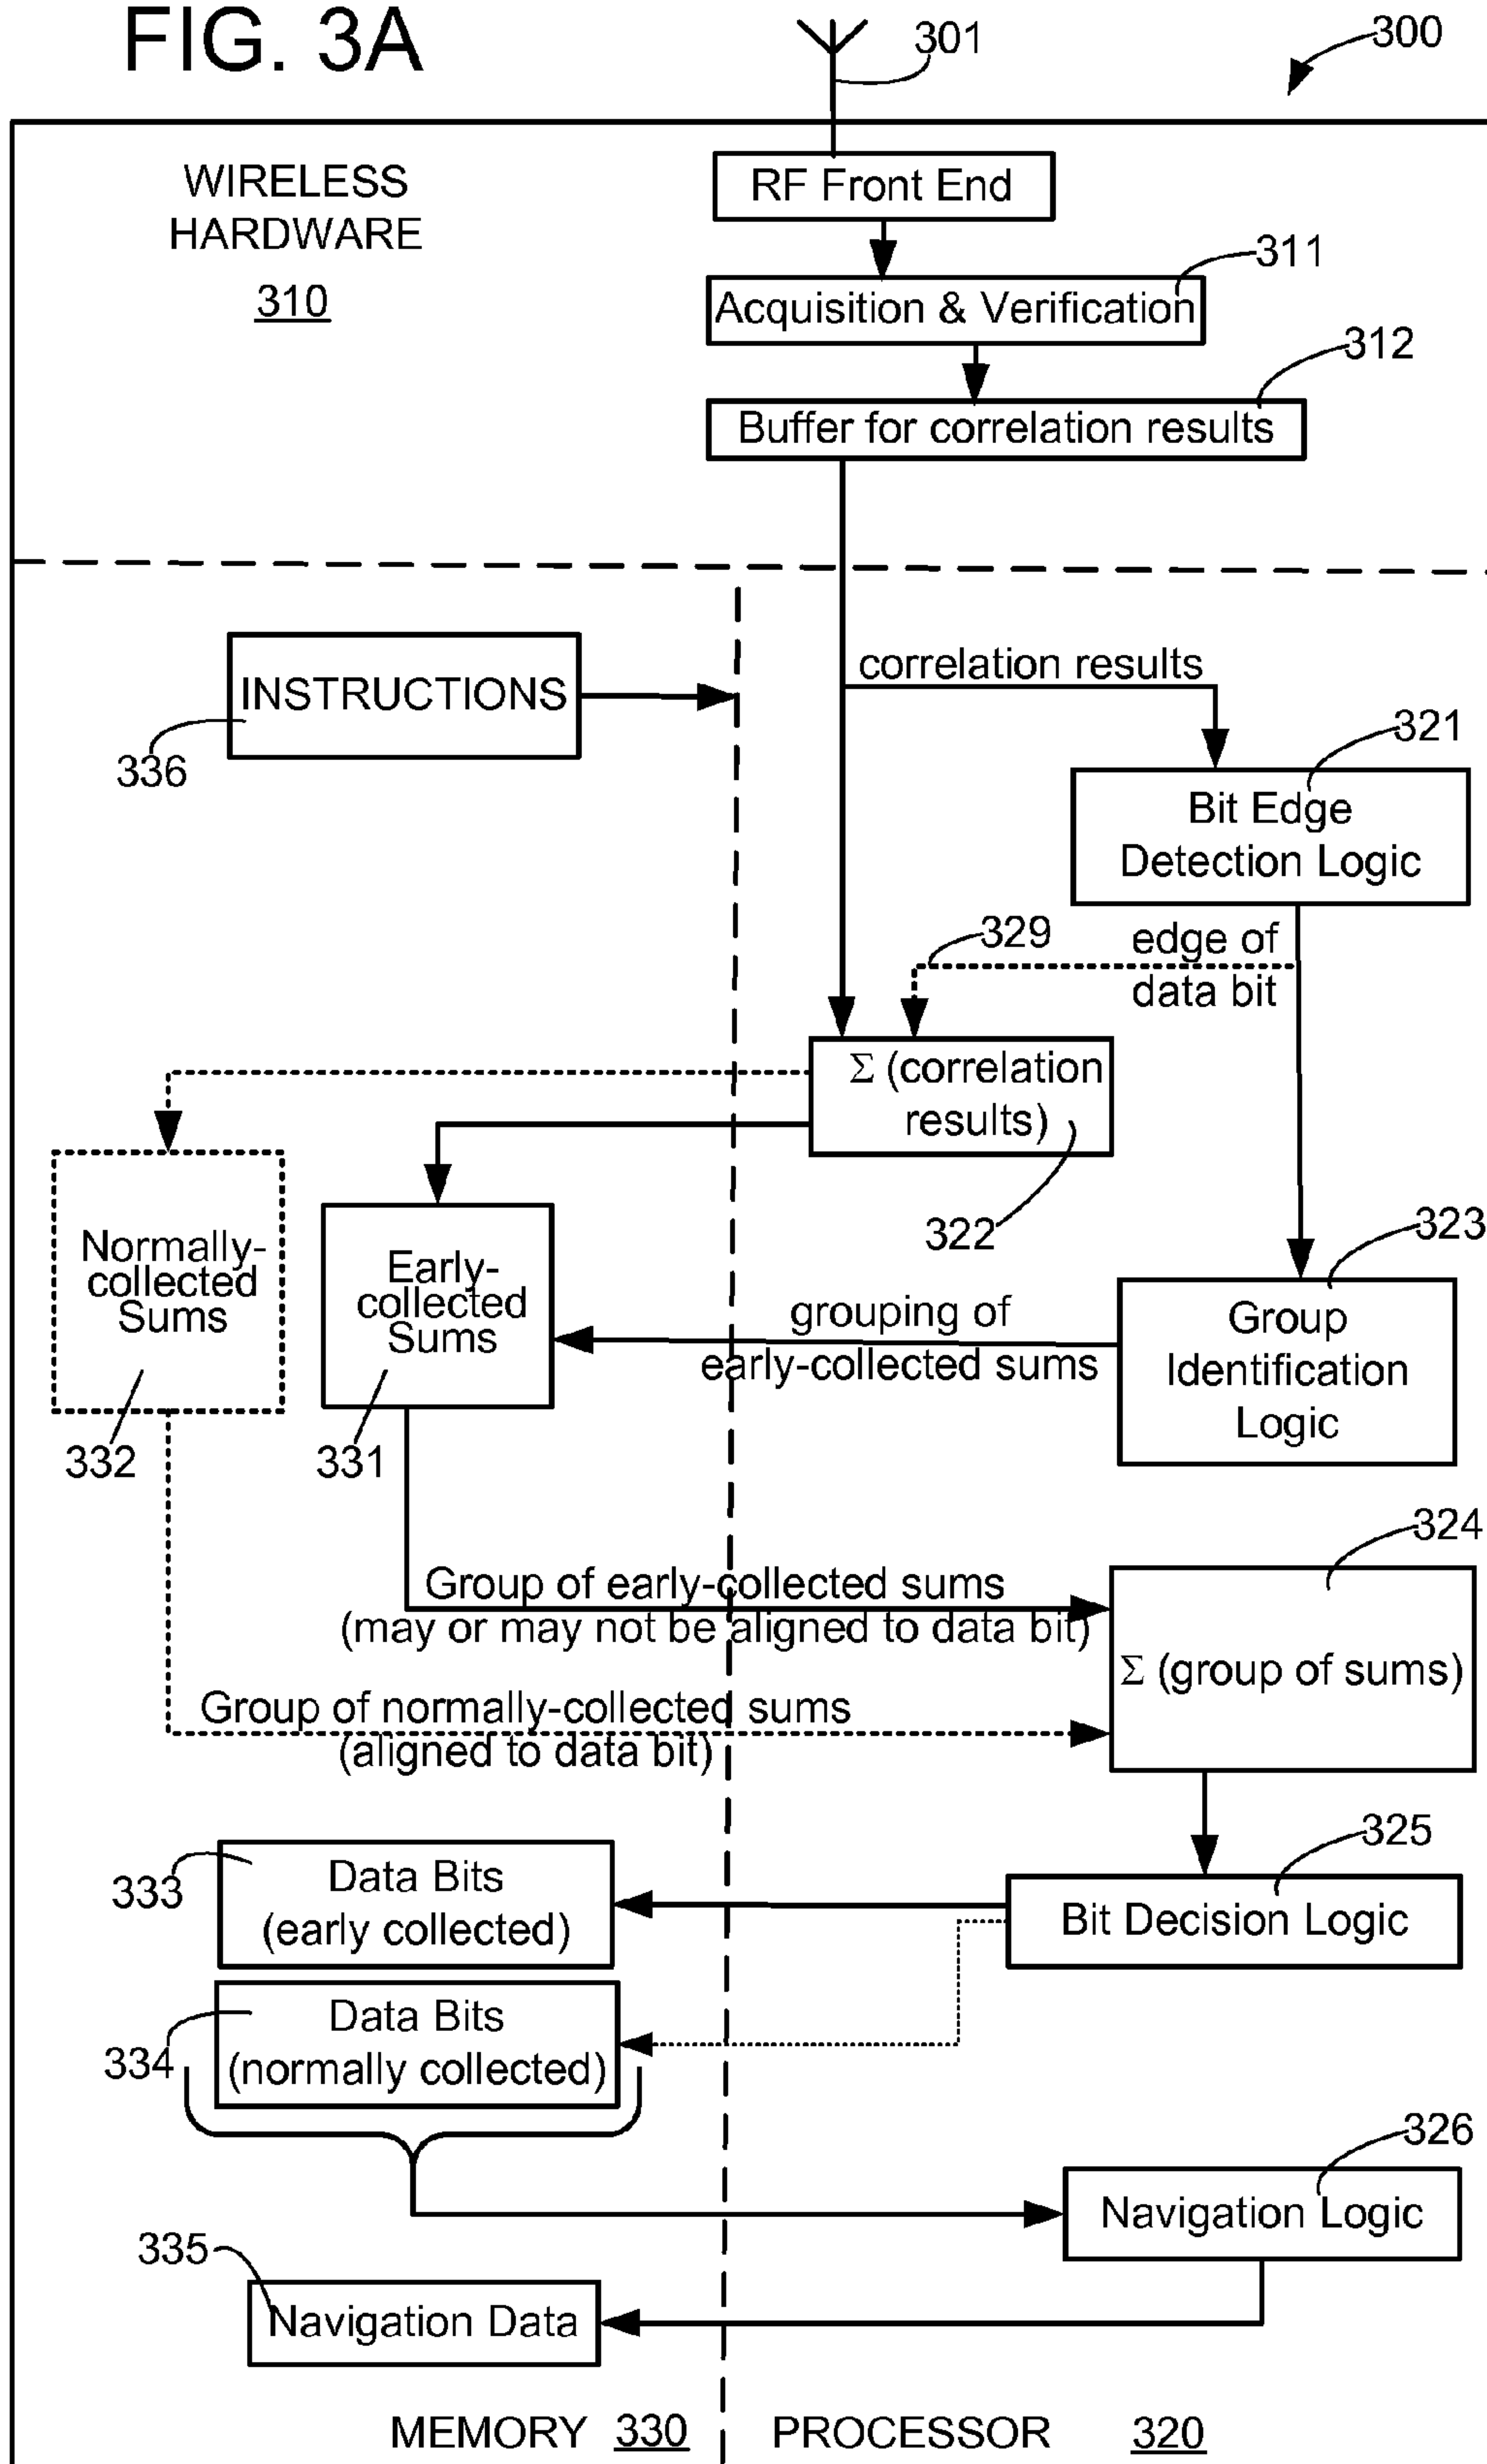 FIG. 3A
301
300
WIRELESS
HARDWARE
310
RF Front End
311
Acquisition & Verification
312
Buffer for correlation results
INSTRUCTIONS
336
correlation results
321
Bit Edge
Detection Logic
329
edge of
data bit
Σ (correlation
results)
322
323
Normally-
collected
Sums
332
Early-
collected
Sums
331
grouping of
early-collected sums
Group
Identification
Logic
324
Group of early-collected sums
(may or may not be aligned to data bit)
Σ (group of sums)
Group of normally-collected sums
(aligned to data bit)
325
333
Data Bits
(early collected)
Bit Decision Logic
334
Data Bits
(normally collected)
326
Navigation Logic
335
Navigation Data
MEMORY 330
PROCESSOR 320